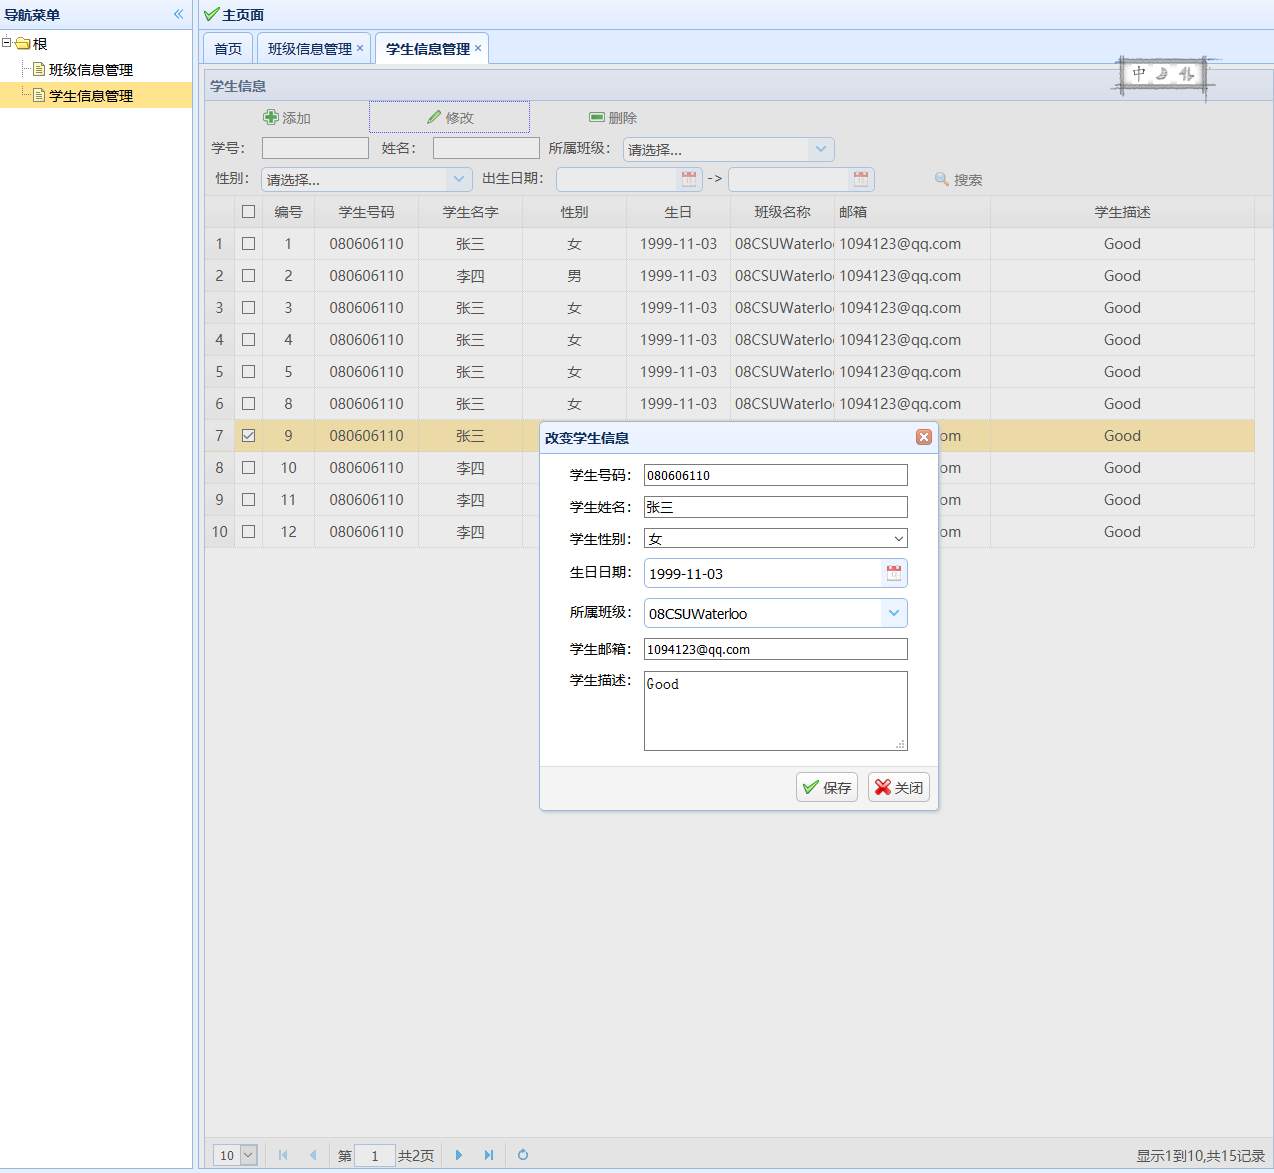 导航菜单
主页面
根
班级信息管理
学生信息管理
首页 班级信息管理 学生信息管理
学生信息
中
添加 修改 删除
学号： 姓名： 所属班级： 请选择...
性别： 请选择... 出生日期： -> 搜索
编号 学生号码 学生名字 性别 生日 班级名称 邮箱 学生描述
1 1 080606110 张三 女 1999-11-03 08CSUWaterloo 1094123@qq.com Good
2 2 080606110 李四 男 1999-11-03 08CSUWaterloo 1094123@qq.com Good
3 3 080606110 张三 女 1999-11-03 08CSUWaterloo 1094123@qq.com Good
4 4 080606110 张三 女 1999-11-03 08CSUWaterloo 1094123@qq.com Good
5 5 080606110 张三 女 1999-11-03 08CSUWaterloo 1094123@qq.com Good
6 8 080606110 张三 女 1999-11-03 08CSUWaterloo 1094123@qq.com Good
7 9 080606110 张三 om Good
8 10 080606110 李四 om Good
9 11 080606110 李四 om Good
10 12 080606110 李四 om Good
改变学生信息
学生号码： 080606110
学生姓名： 张三
学生性别： 女
生日日期： 1999-11-03
所属班级： 08CSUWaterloo
学生邮箱： 1094123@qq.com
学生描述： Good
保存 关闭
10 第 1 共2页 显示1到10,共15记录